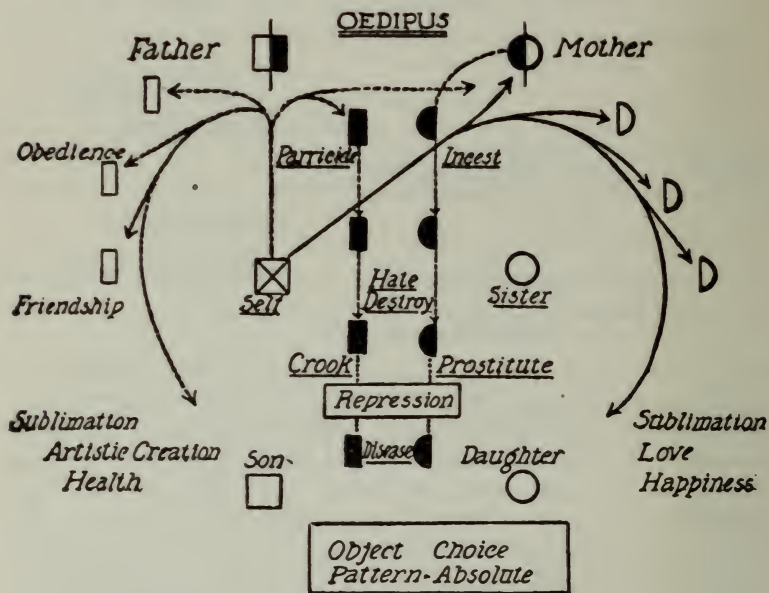 OEDIPUS
Father
Mother
Obedience
Parricide
Incest
Friendship
Self
Hate
Destroy
Sister
Crook
Prostitute
Repression
Sublimation
Artistic Creation
Health
Son
Disease
Daughter
Sublimation
Love
Happiness
Object Choice
Pattern-Absolute